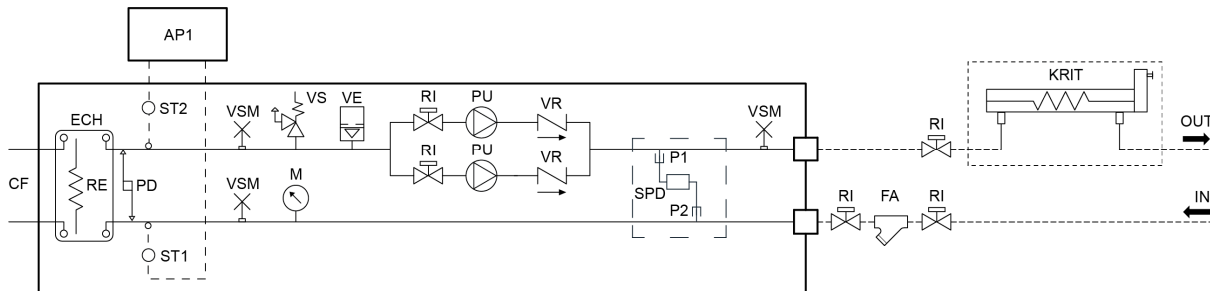 AP1
KRIT
ECH
ST2
VSM
VS
VE
RI
PU
VR
VSM
RI
OUT
RI
PU
VR
P1
CF
RE
PD
VSM
M
SPD
P2
RI
FA
RI
IN
ST1